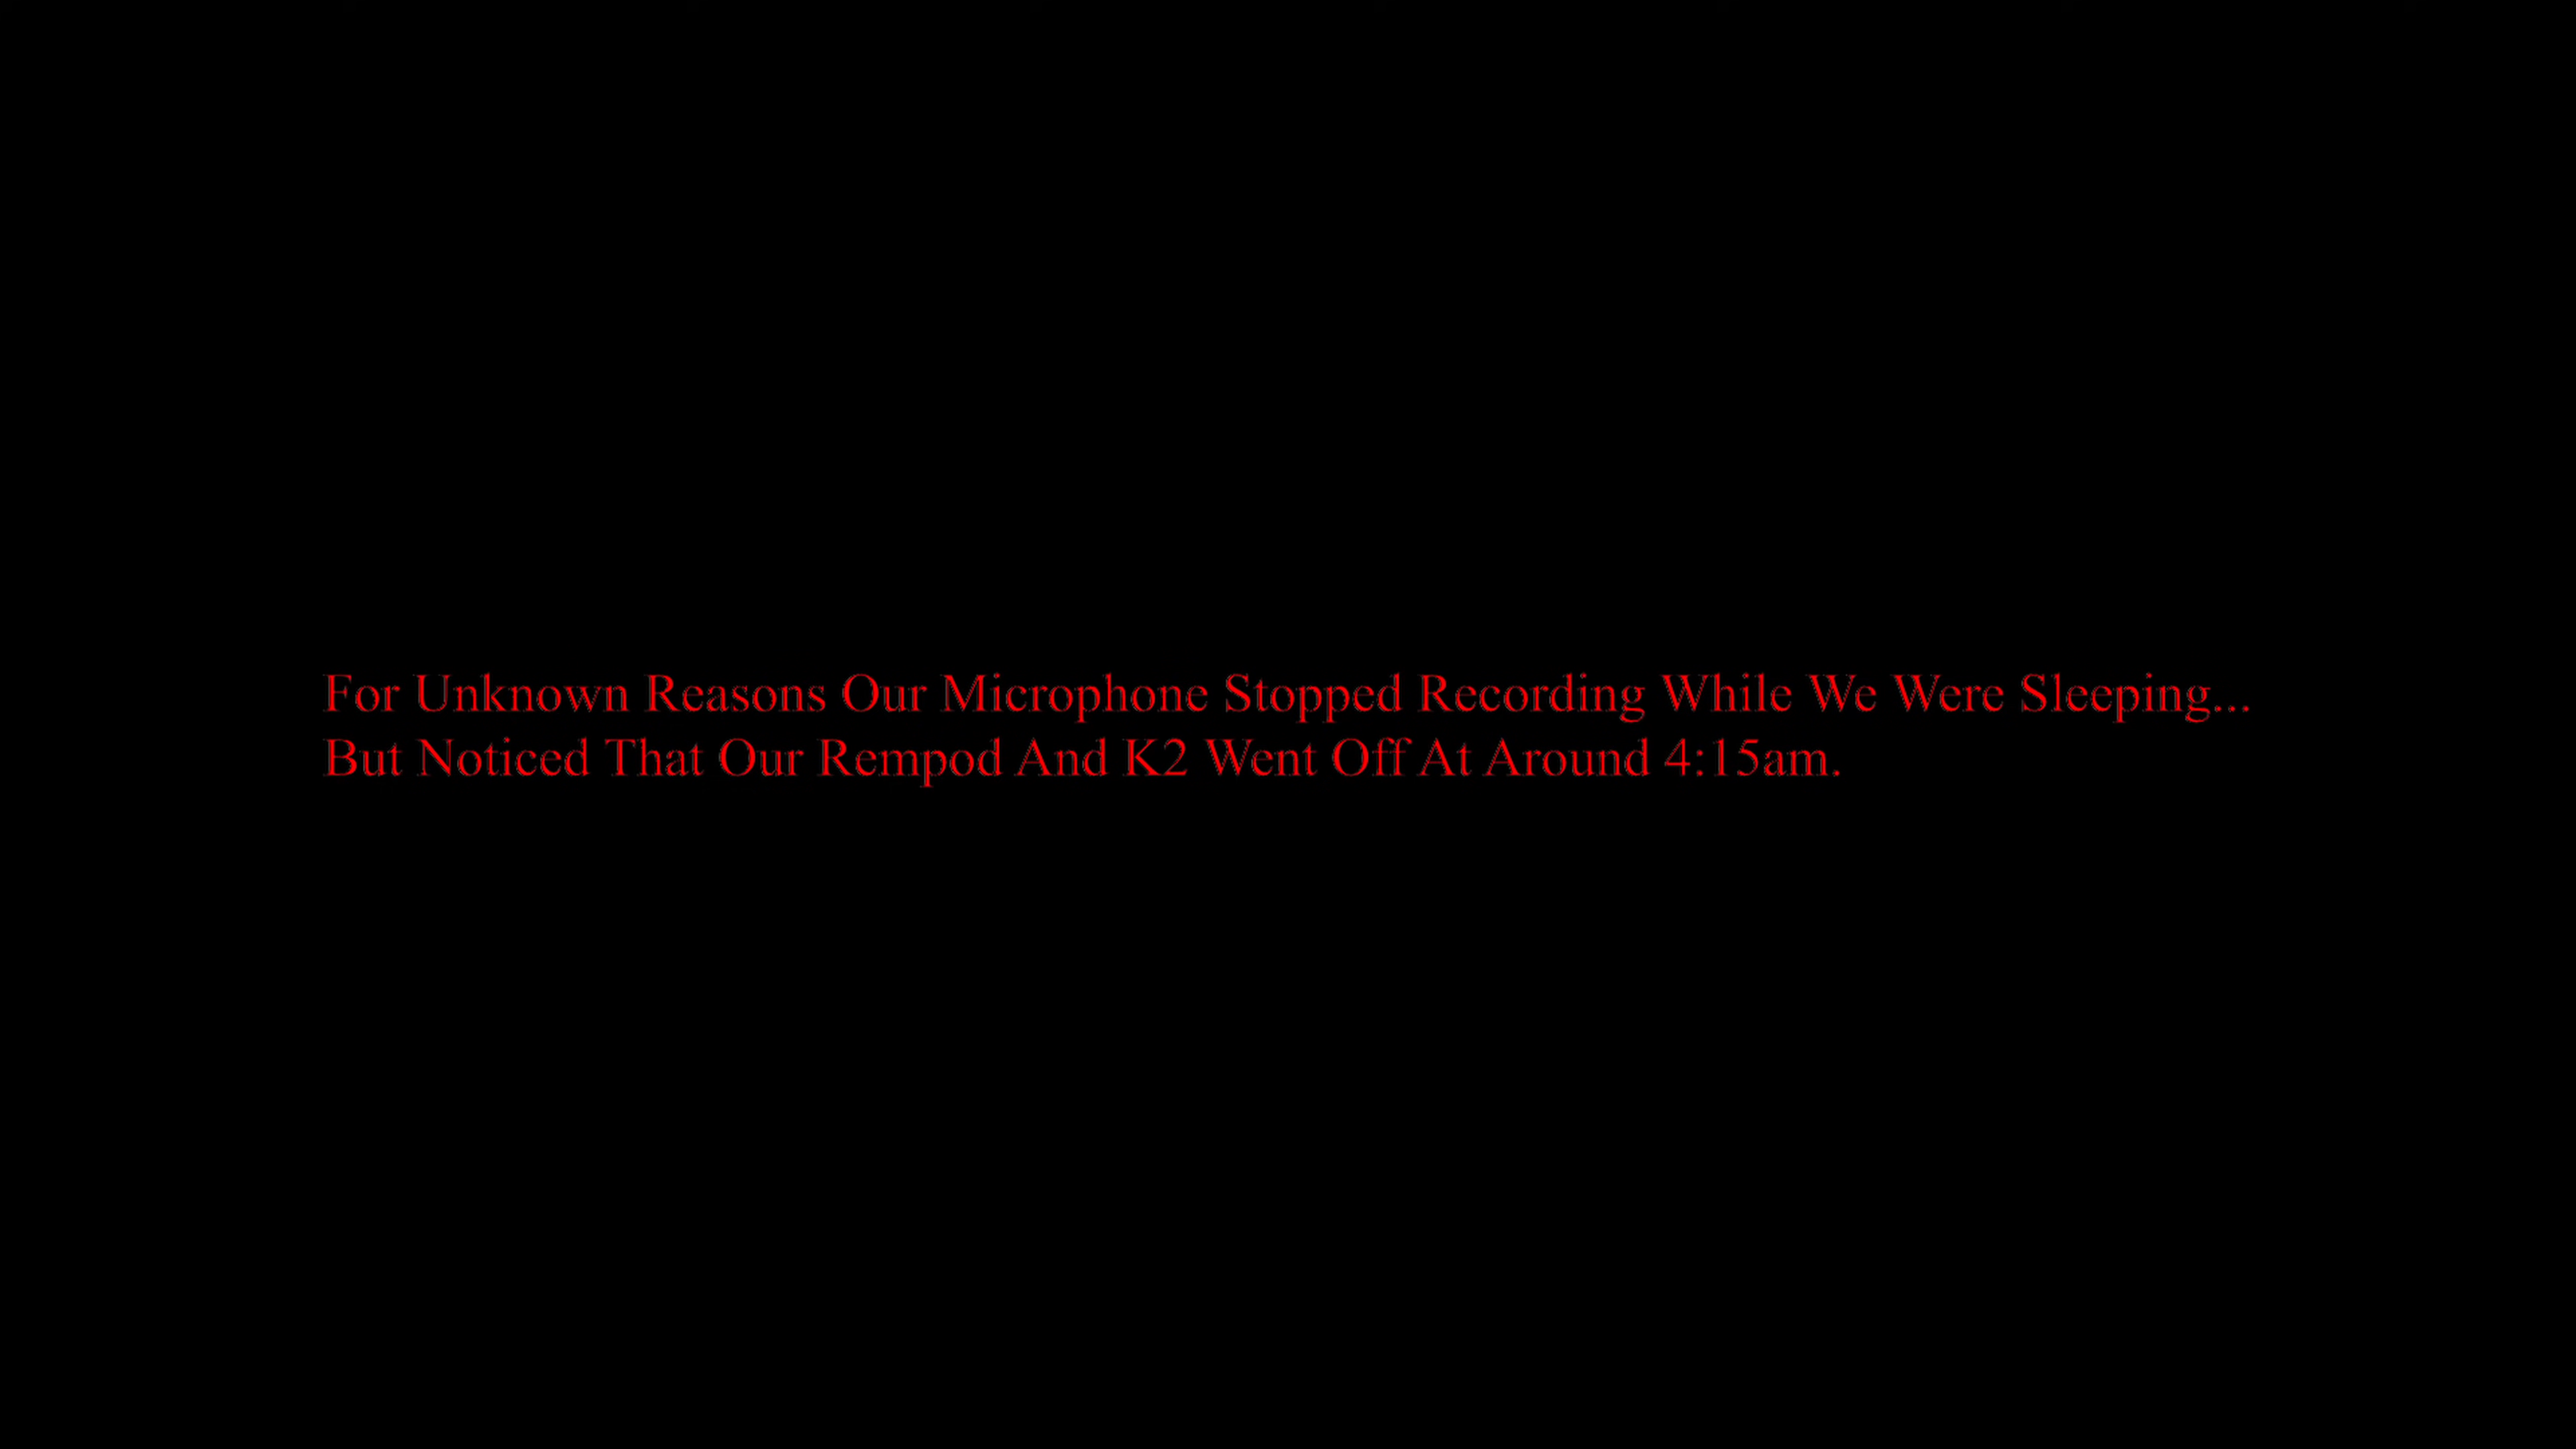 For Unknown Reasons Our Microphone Stopped Recording While We Were Sleeping...
But Noticed That Our Rempod And K2 Went Off At Around 4:15am.